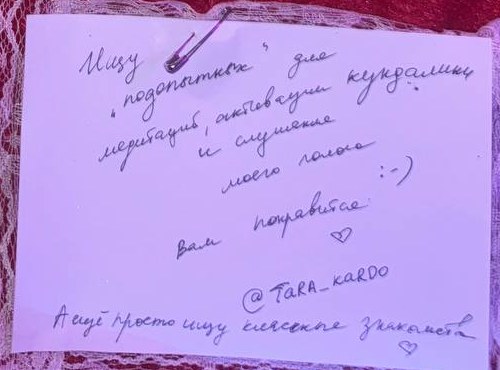 Ищу
"подопытных" для
медитаций, активации кундалини
и слушание
моего голоса
:-)
Вам понравится
♡
@TARA_KARDO
А ещё просто ищу классные знакомства
♡